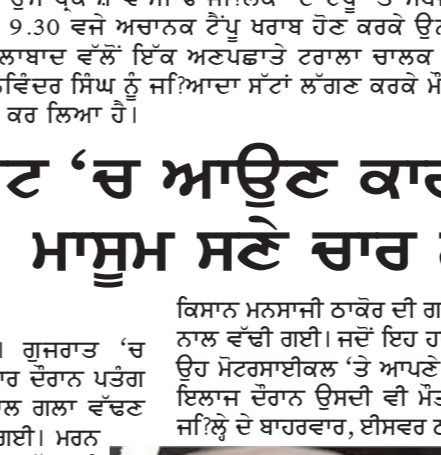 9.30 ਵਜੇ ਅਚਾਨਕ ਟੈਂਪੂ ਖਰਾਬ ਹੋਣ ਕਰਕੇ
ਵੱਲੋਂ ਇੱਕ ਅਣਪਛਾਤੇ ਟਰਾਲਾ ਚਾਲਕ
ਸਿੰਘ ਨੂੰ ਜ਼ਿ?ਆਦਾ ਸੱਟਾਂ ਲੱਗਣ ਕਰਕੇ
ਕਰ ਲਿਆ ਹੈ।
‘ਚ ਆਉਣ
ਮਾਸੂਮ ਸਣੇ ਚਾਰ
ਕਿਸਾਨ ਮਨਸਾਜੀ ਠਾਕੋਰ ਦੀ
ਨਾਲ ਵੱਢੀ ਗਈ। ਜਦੋਂ ਇਹ
ਉਹ ਮੋਟਰਸਾਈਕਲ ‘ਤੇ ਆਪਣੇ
ਇਲਾਜ ਦੌਰਾਨ ਉਸਦੀ ਵੀ
ਜ਼ਿ?ਲ੍ਹੇ ਦੇ ਬਾਹਰਵਾਰ, ਈਸਵਰ
ਗੁਜਰਾਤ ‘ਚ
ਦੌਰਾਨ ਪਤੰਗ
ਗਲਾ ਵੱਢਣ
ਗਈ। ਮਰਨ